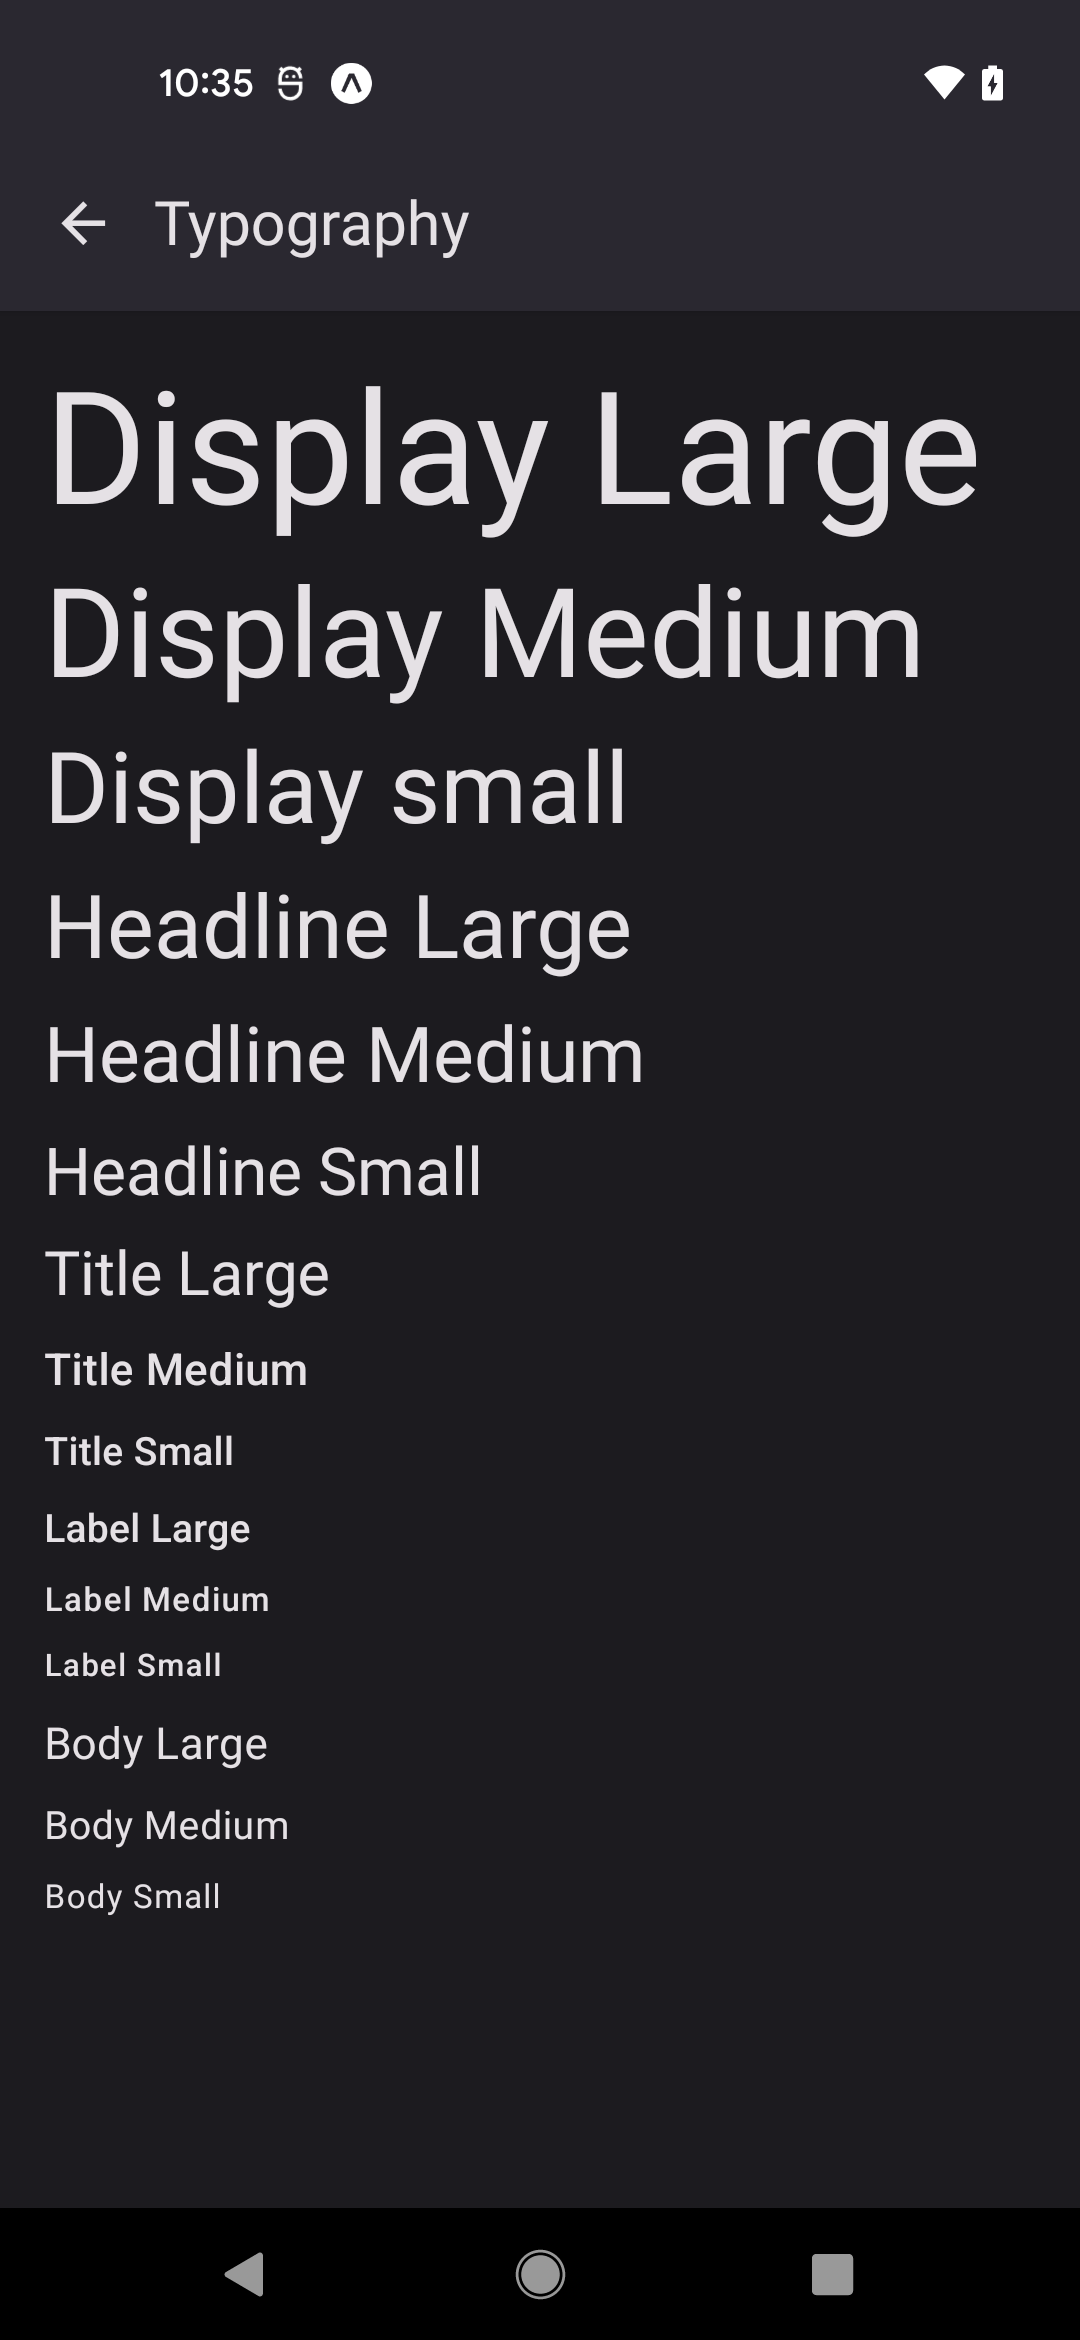 10:35
Typography
Display Large
Display Medium
Display small
Headline Large
Headline Medium
Headline Small
Title Large
Title Medium
Title Small
Label Large
Label Medium
Label Small
Body Large
Body Medium
Body Small